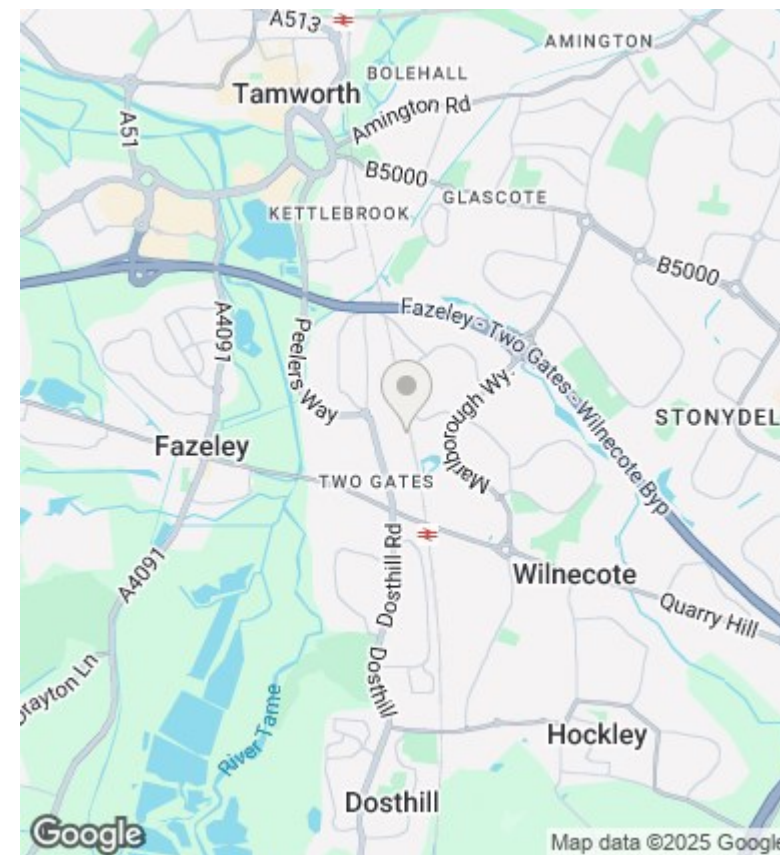 A513
AMINGTON
BOLEHALL
Tamworth
Amington Rd
A51
B5000
GLASCOTE
KETTLEBROOK
B5000
Fazeley - Two Gates - Wilnecote Byp
A4091
Peelers Way
Marlborough Wy.
STONYDEL
Fazeley
TWO GATES
Dosthill Rd
Wilnecote
A4091
Quarry Hill
Drayton Ln
Dosthill
River Tame
Hockley
Dosthill
Google
Map data ©2025 Google